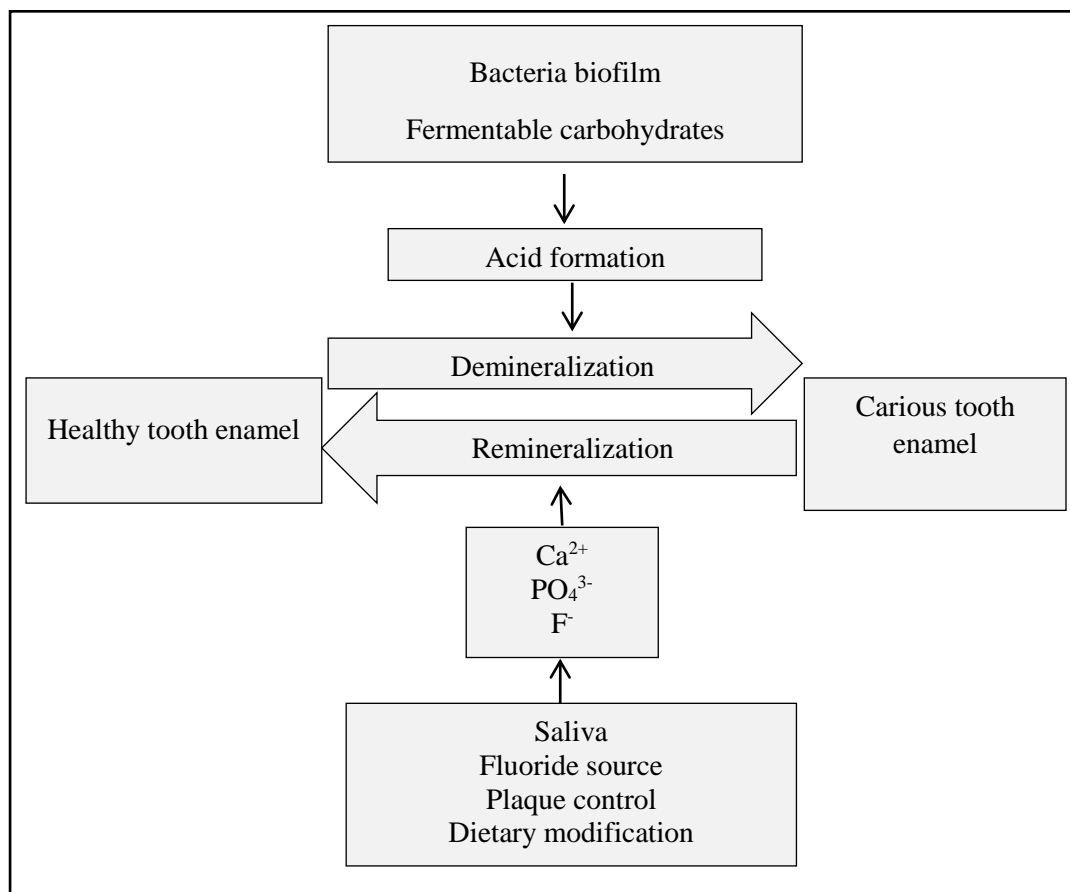 Bacteria biofilm
Fermentable carbohydrates
Acid formation
Demineralization
Healthy tooth enamel
Carious tooth
enamel
Remineralization
Ca²⁺
PO₄³⁻
F⁻
Saliva
Fluoride source
Plaque control
Dietary modification